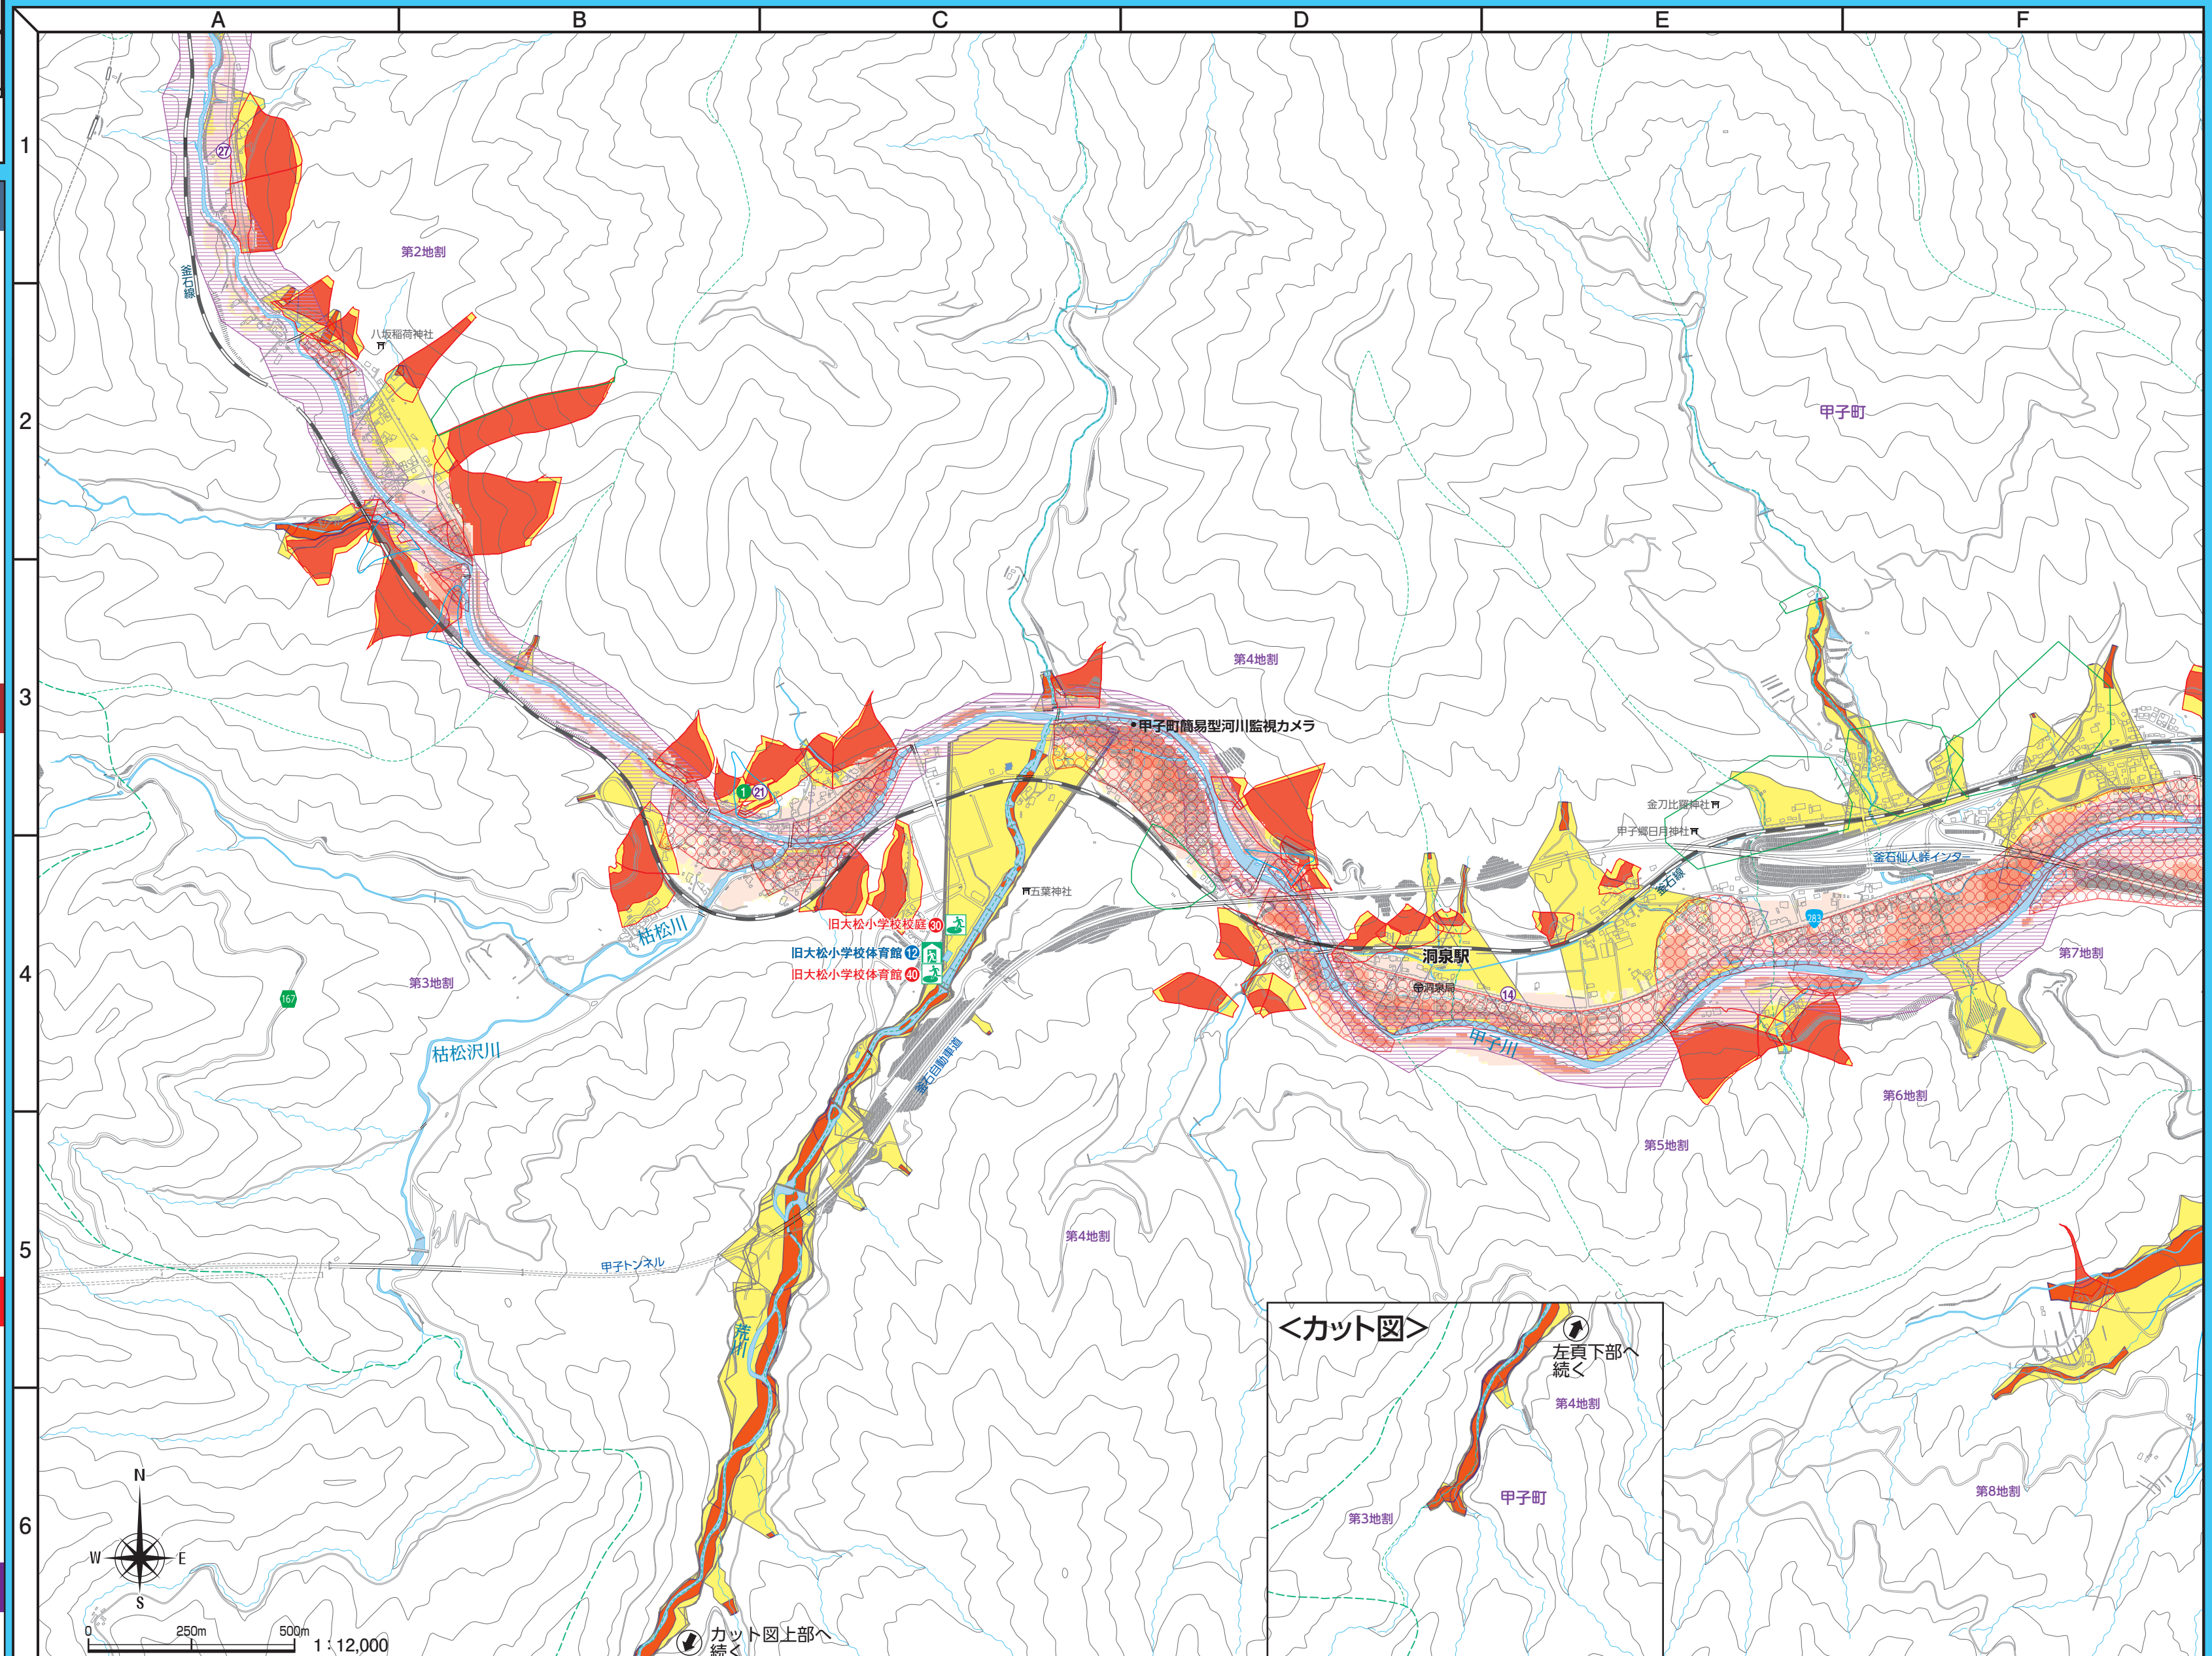 A
B
C
D
E
F
1
2
3
4
5
6
27
第2地割
釜石線
八坂稲荷神社
甲子町
第4地割
甲子町簡易型河川監視カメラ
1
21
金刀比羅神社
甲子郷日月神社
釜石線
釜石仙人峠インター
五葉神社
旧大松小学校校庭 30
旧大松小学校体育館 12
旧大松小学校体育館 40
枯松川
283
洞泉駅
洞泉局
14
第7地割
第3地割
167
枯松沢川
釜石自動車道
甲子川
第6地割
第5地割
第4地割
甲子トンネル
荒川
<カット図>
左頁下部へ
続く
第4地割
甲子町
第3地割
第8地割
N
W
E
S
0
250m
500m
1:12,000
カット図上部へ
続く